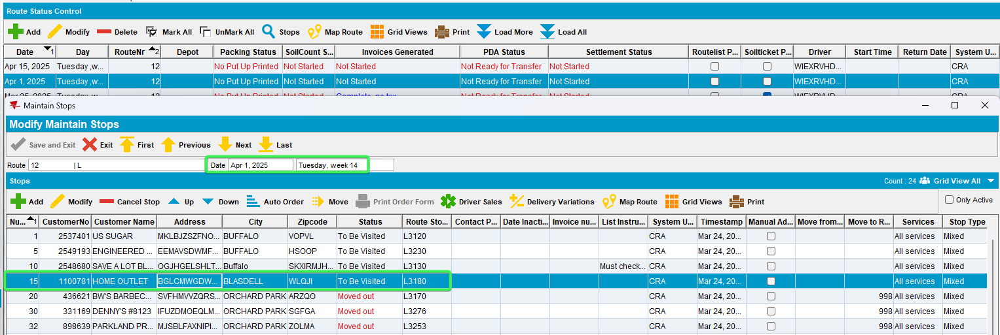 Route Status Control
Add Modify Delete Mark All UnMark All Stops Map Route Grid Views Print Load More Load All
Date 1 Day RouteNr 2 Depot Packing Status SoilCount S... Invoices Generated PDA Status Settlement Status Routelist P... Soilticket P... Driver Start Time Return Date System U...
Apr 15, 2025 Tuesday ,w... 12 No Put Up Printed Not Started Not Started Not Ready for Transfer Not Started WIEXRVHD... CRA
Apr 1, 2025 Tuesday ,w... 12 No Put Up Printed Not Started Not Started Not Ready for Transfer Not Started WIEXRVHD... CRA
Mar 25, 2025 Tuesday ,w... 12 No Put Up Printed Not Started Complete, no tax Not Ready for Transfer Not Started WIEXRVHD... CRA
Maintain Stops
Modify Maintain Stops
Save and Exit Exit First Previous Next Last
Route 12 | L Date Apr 1, 2025 Tuesday, week 14
Stops Count : 24 Grid View All
Add Modify Cancel Stop Up Down Auto Order Move Print Order Form Driver Sales Delivery Variations Map Route Grid Views Print Only Active
Nu... 1 CustomerNo Customer Name Address City Zipcode Status Route Sto... Contact P... Date Inacti... Invoice nu... List Instru... System U... Timestamp Manual Ad... Move from... Move to R... Services Stop Type
1 2537401 US SUGAR MKLBJZSZFNO... BUFFALO VOPVL To Be Visited L3120 CRA Mar 24, 20... All services Mixed
5 2549193 ENGINEERED ... EEMAVSDWMF... BUFFALO HSOOP To Be Visited L3230 CRA Mar 24, 20... All services Mixed
10 2548680 SAVE A LOT BL... OGJHGELSHLT... Buffalo SKXIRMJH... To Be Visited L3130 Must check... CRA Mar 24, 20... All services Mixed
15 1100781 HOME OUTLET BGLCMWGDW... BLASDELL WLQJI To Be Visited L3180 CRA Mar 24, 20... All services Mixed
20 436621 BW'S BARBEC... SVFHMVVZQRS... ORCHARD PARK ARZQO Moved out L3170 CRA Mar 24, 20... 998 All services Mixed
30 331169 DENNY'S #8123 IFUZDMOEQLM... ORCHARD PARK SGFGA Moved out L3276 CRA Mar 24, 20... 998 All services Mixed
32 898639 PARKLAND PR... MJSBLFAXNIPI... ORCHARD PARK ZOLMA Moved out L3253 CRA Mar 24, 20... 998 All services Mixed